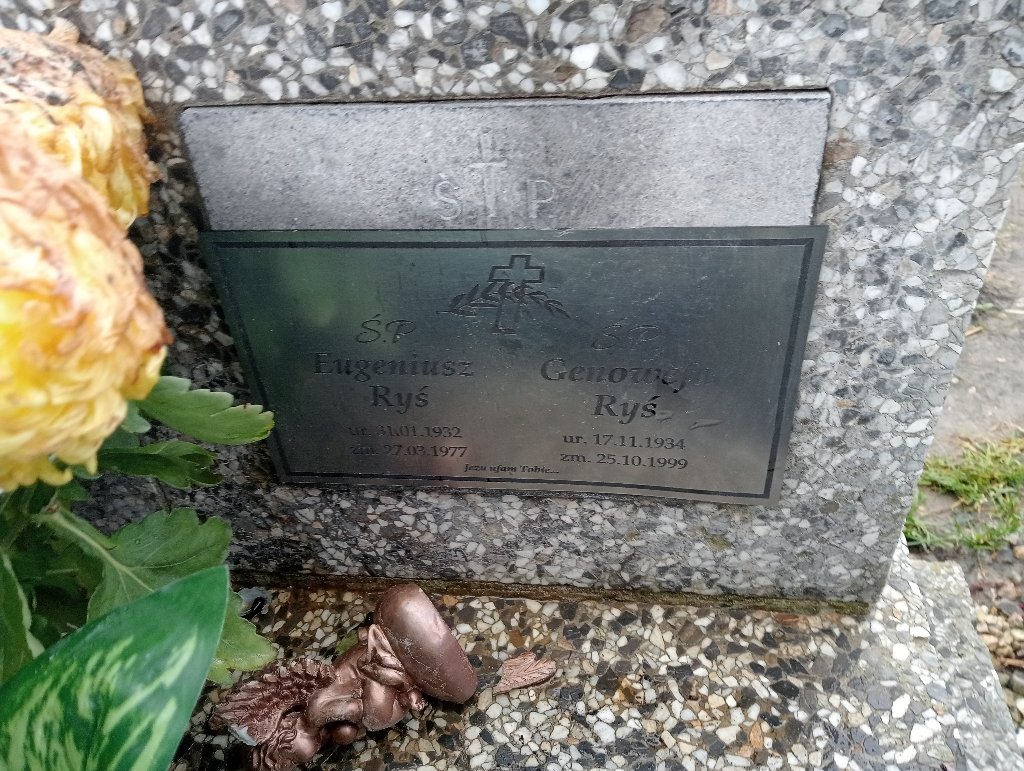 Ś P
Ś.P
Eugeniusz
Ryś
ur. 31.01.1932
zm. 27.03.1977
Ś.P
Genowefa
Ryś
ur. 17.11.1934
zm. 25.10.1999
Jezu ufam Tobie...